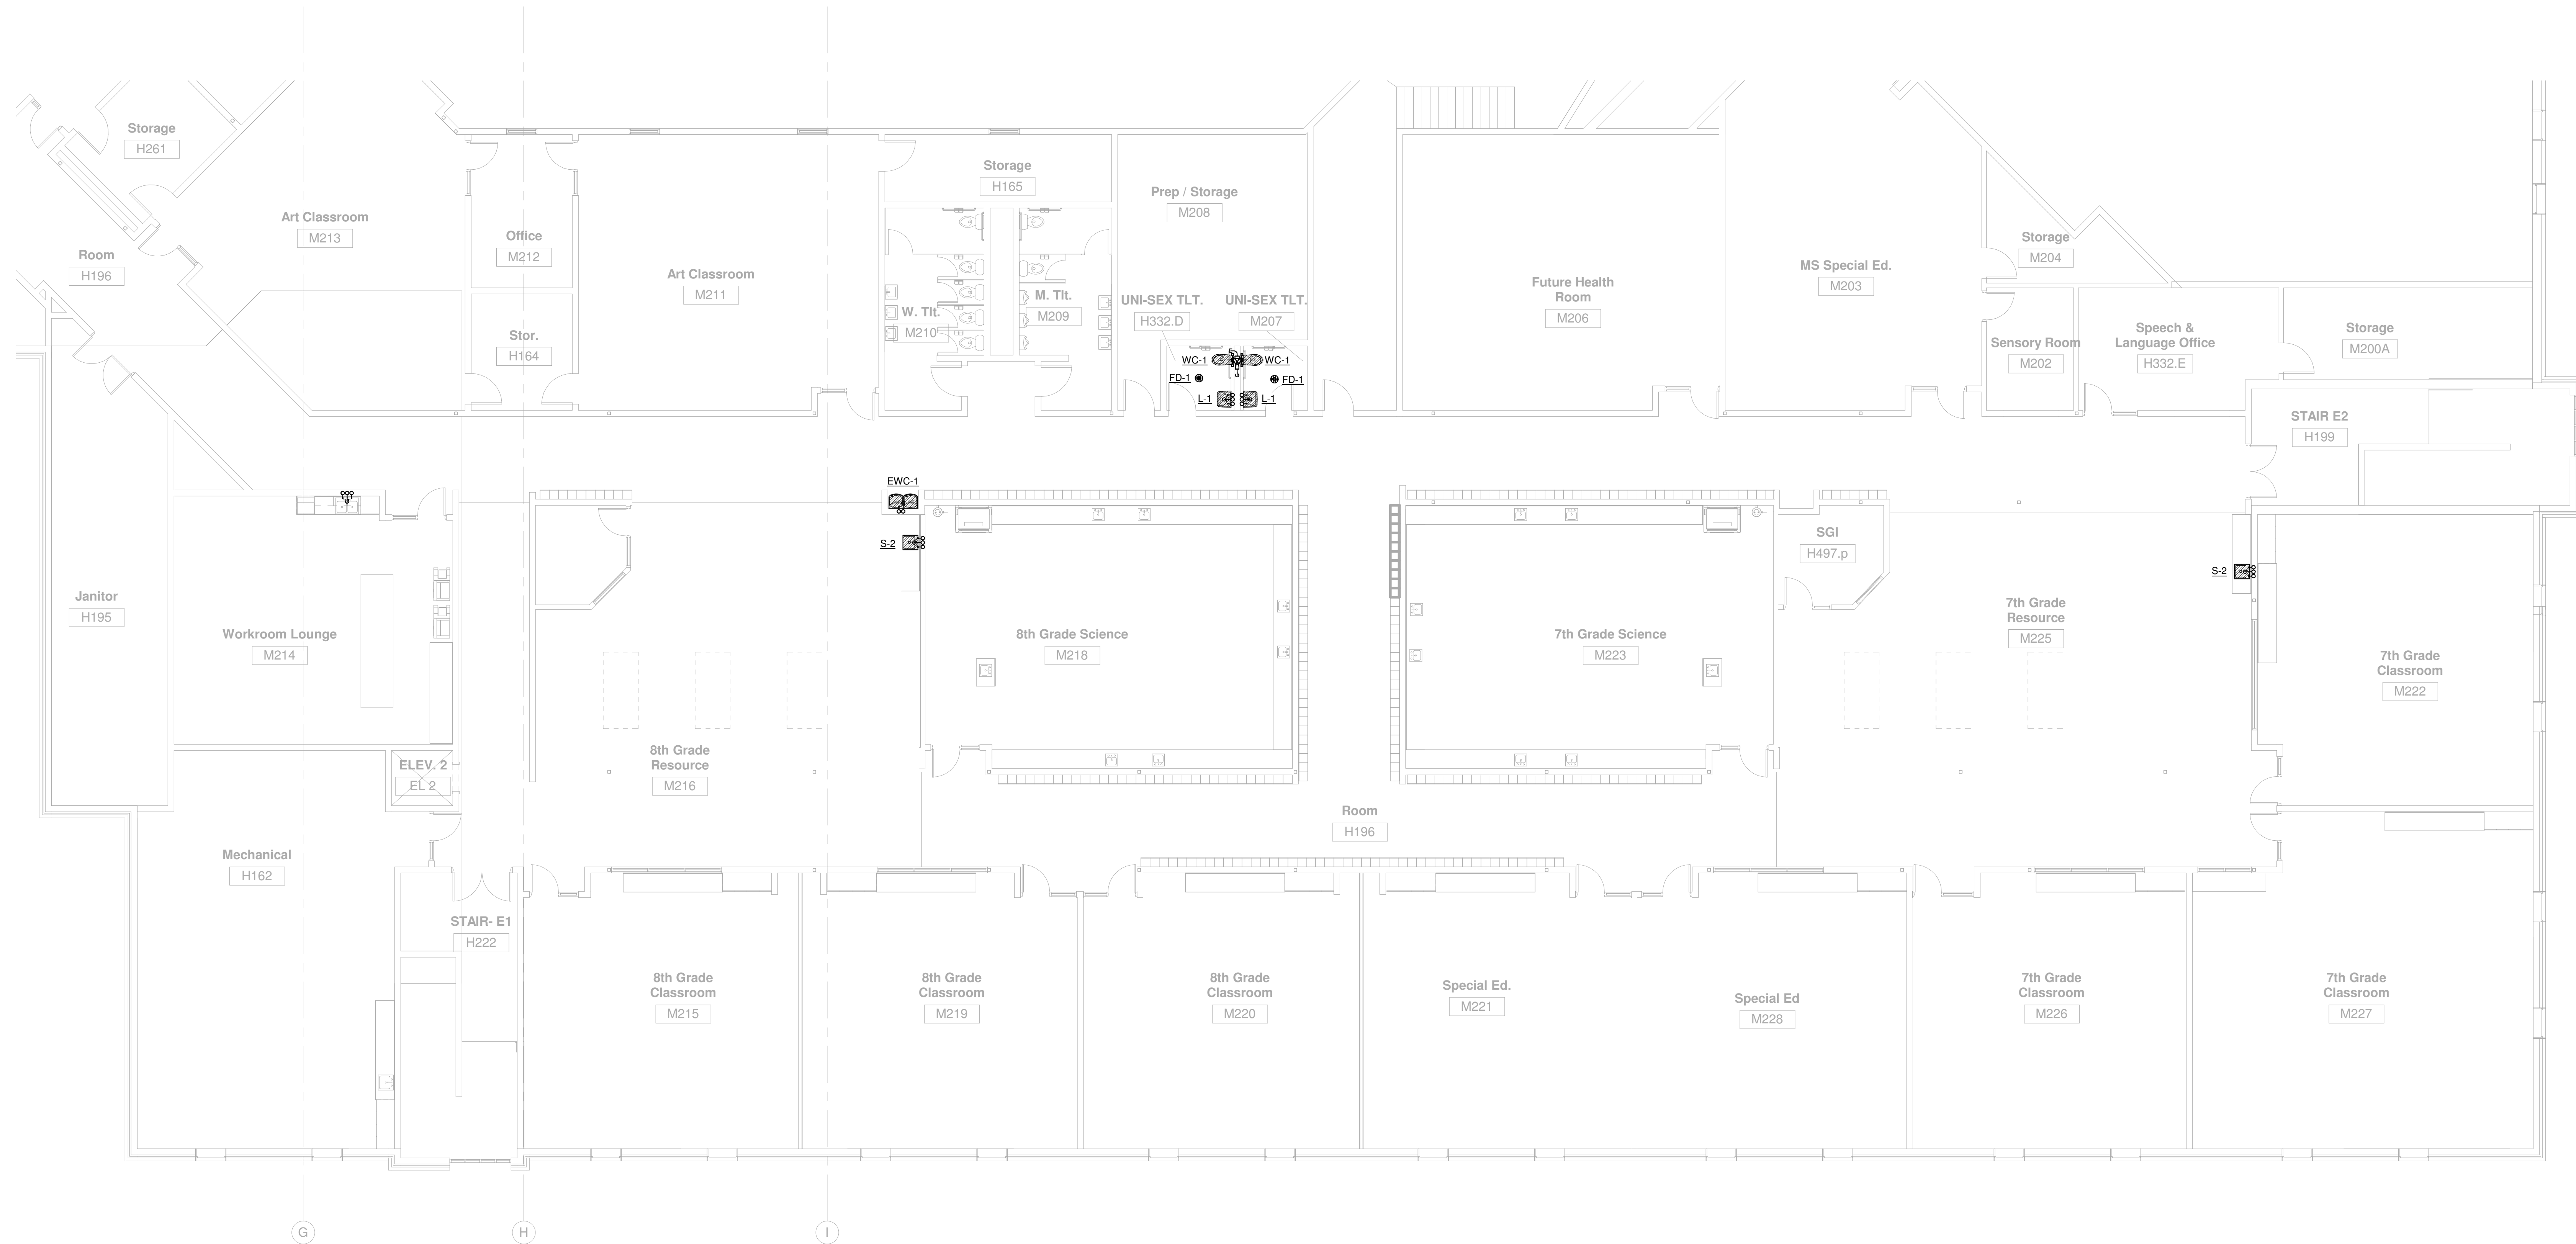 Storage
H261
Art Classroom
M213
Room
H196
Office
M212
Stor.
H164
Art Classroom
M211
Storage
H165
W. Tlt.
M210
M. Tlt.
M209
Prep / Storage
M208
UNI-SEX TLT.
H332.D
UNI-SEX TLT.
M207
WC-1
WC-1
FD-1
FD-1
L-1
L-1
Future Health
Room
M206
MS Special Ed.
M203
Storage
M204
Sensory Room
M202
Speech &
Language Office
H332.E
Storage
M200A
STAIR E2
H199
EWC-1
S-2
S-2
SGI
H497.p
Janitor
H195
Workroom Lounge
M214
8th Grade Science
M218
7th Grade Science
M223
7th Grade
Resource
M225
7th Grade
Classroom
M222
8th Grade
Resource
M216
ELEV. 2
EL 2
Room
H196
Mechanical
H162
STAIR- E1
H222
8th Grade
Classroom
M215
8th Grade
Classroom
M219
8th Grade
Classroom
M220
Special Ed.
M221
Special Ed
M228
7th Grade
Classroom
M226
7th Grade
Classroom
M227
G
H
I